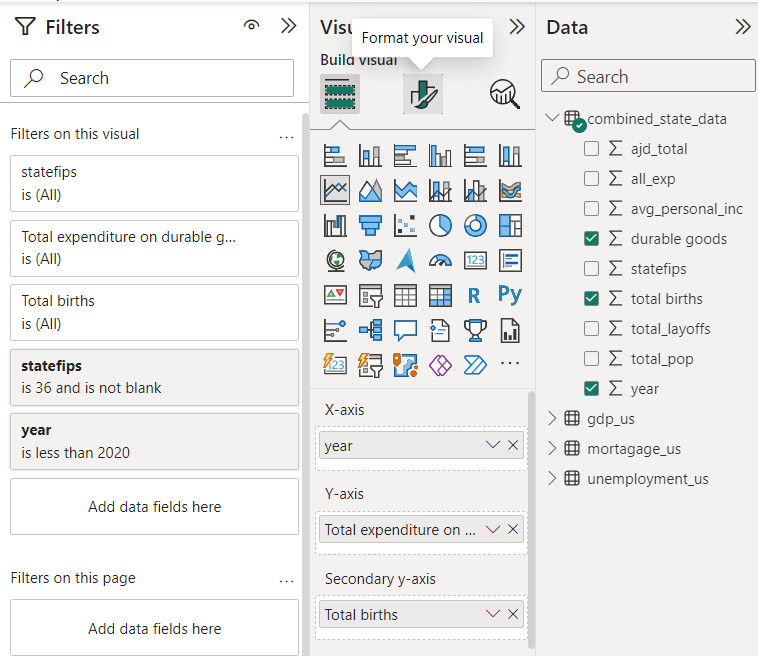 Filters
Search
Filters on this visual
...
statefips
is (All)
Total expenditure on durable g...
is (All)
Total births
is (All)
statefips
is 36 and is not blank
year
is less than 2020
Add data fields here
Filters on this page
...
Add data fields here
Visu
Format your visual
Build visual
123
R
Py
123
...
X-axis
year
Y-axis
Total expenditure on ...
Secondary y-axis
Total births
Data
Search
combined_state_data
ajd_total
all_exp
avg_personal_inc
durable goods
statefips
total births
total_layoffs
total_pop
year
gdp_us
mortagage_us
unemployment_us